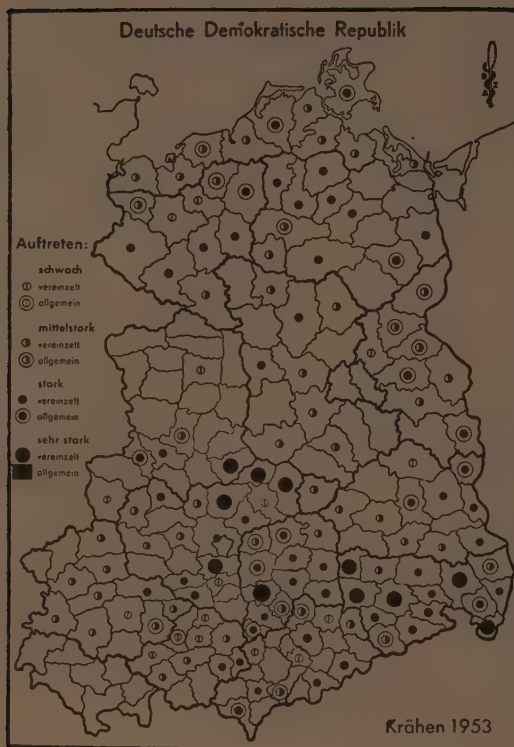 Deutsche Demokratische Republik
Auftreten:
schwach
vereinzelt
allgemein
mittelstark
vereinzelt
allgemein
stark
vereinzelt
allgemein
sehr stark
vereinzelt
allgemein
Krähen 1953